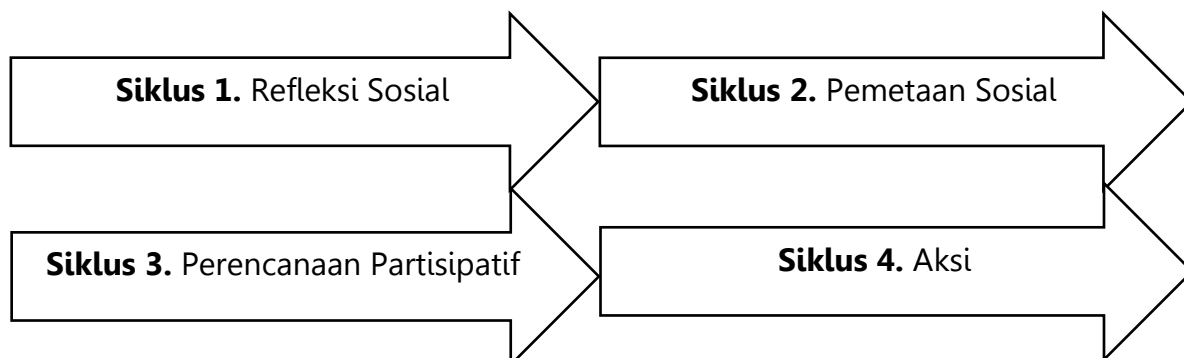 Siklus 1. Refleksi Sosial
Siklus 2. Pemetaan Sosial
Siklus 3. Perencanaan Partisipatif
Siklus 4. Aksi